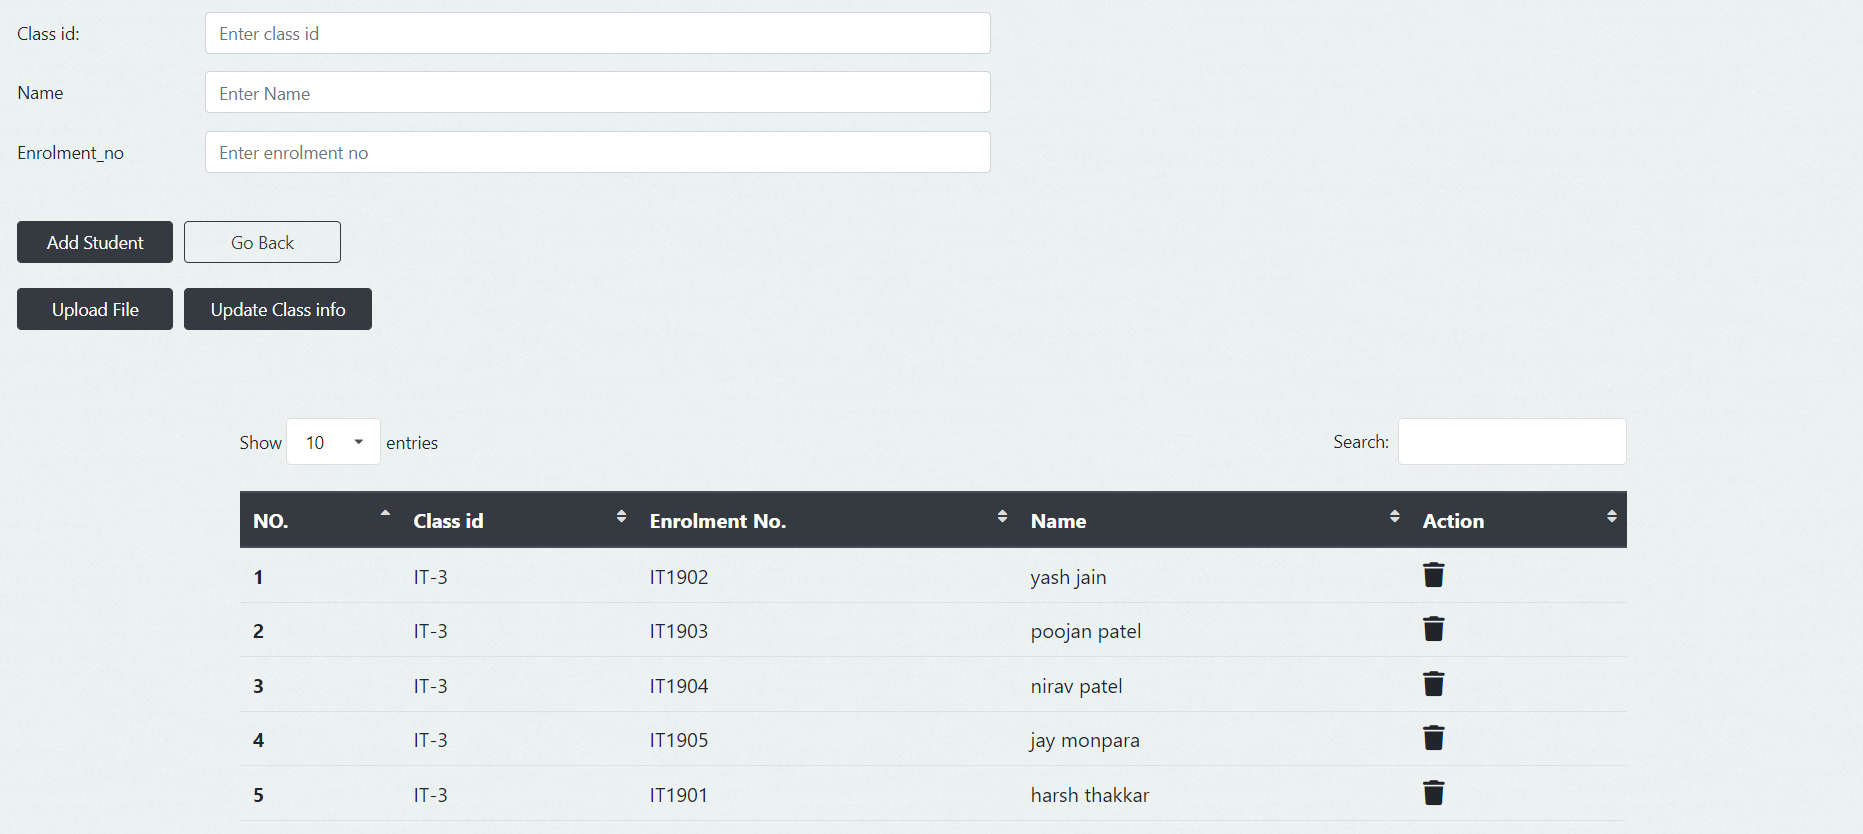 Class id: Enter class id
Name Enter Name
Enrolment_no Enter enrolment no
Add Student Go Back
Upload File Update Class info
Show 10 entries Search:
NO. Class id Enrolment No. Name Action
1 IT-3 IT1902 yash jain
2 IT-3 IT1903 poojan patel
3 IT-3 IT1904 nirav patel
4 IT-3 IT1905 jay monpara
5 IT-3 IT1901 harsh thakkar